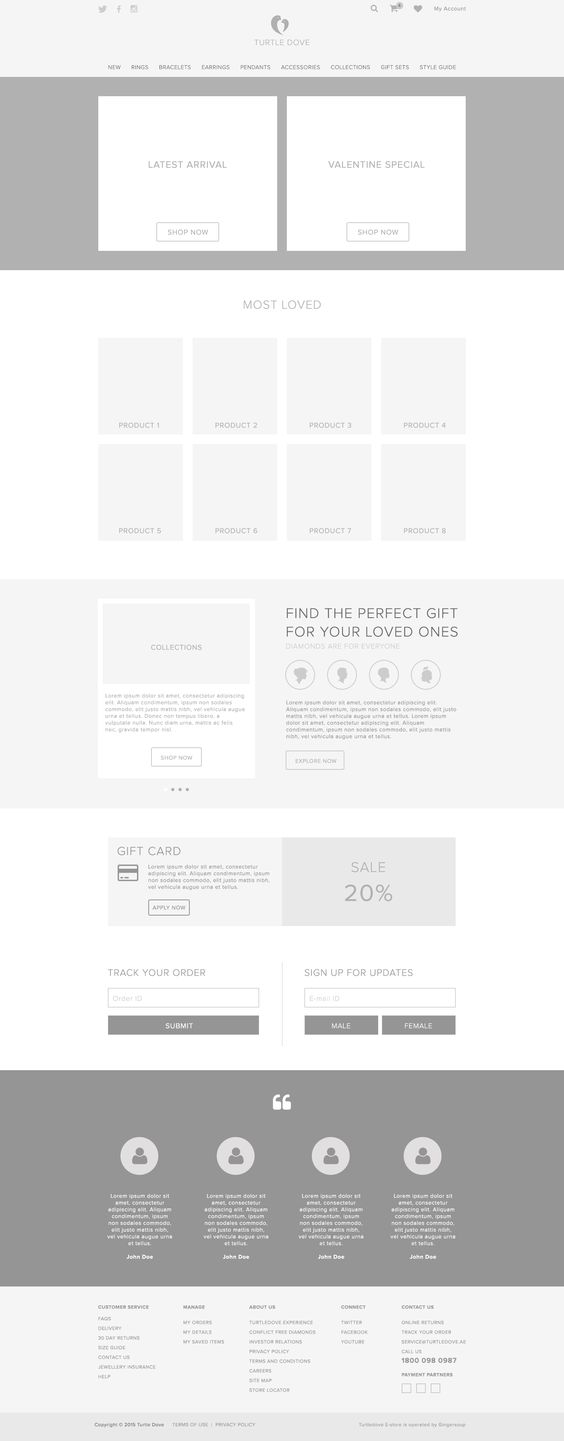 My Account
TURTLE DOVE
NEW RINGS BRACELETS EARRINGS PENDANTS ACCESSORIES COLLECTIONS GIFT SETS STYLE GUIDE
LATEST ARRIVAL
SHOP NOW
VALENTINE SPECIAL
SHOP NOW
MOST LOVED
PRODUCT 1
PRODUCT 2
PRODUCT 3
PRODUCT 4
PRODUCT 5
PRODUCT 6
PRODUCT 7
PRODUCT 8
COLLECTIONS
Lorem ipsum dolor sit amet, consectetur adipiscing
elit. Aliquam condimentum, ipsum non sodales
commodo, elit justo mattis nibh, vel vehicula augue
urna et tellus. Donec non tempus libero, a
vulputate nulla. Nunc diam urna, mattis ac felis
nec, gravida tempor nisl.
SHOP NOW
FIND THE PERFECT GIFT
FOR YOUR LOVED ONES
DIAMONDS ARE FOR EVERYONE
Lorem ipsum dolor sit amet, consectetur adipiscing elit.
Aliquam condimentum, ipsum non sodales commodo, elit
justo mattis nibh, vel vehicula augue urna et tellus. Lorem
ipsum dolor sit amet, consectetur adipiscing elit. Aliquam
condimentum, ipsum non sodales commodo, elit justo mattis
nibh, vel vehicula augue urna et tellus.
EXPLORE NOW
GIFT CARD
Lorem ipsum dolor sit amet, consectetur
adipiscing elit. Aliquam condimentum, ipsum
non sodales commodo, elit justo mattis nibh,
vel vehicula augue urna et tellus.
APPLY NOW
SALE
20%
TRACK YOUR ORDER
Order ID
SUBMIT
SIGN UP FOR UPDATES
E-mail ID
MALE
FEMALE
Lorem ipsum dolor sit
amet, consectetur
adipiscing elit. Aliquam
condimentum, ipsum
non sodales commodo,
elit justo mattis nibh,
vel vehicula augue urna
et tellus.
John Doe
Lorem ipsum dolor sit
amet, consectetur
adipiscing elit. Aliquam
condimentum, ipsum
non sodales commodo,
elit justo mattis nibh,
vel vehicula augue urna
et tellus.
John Doe
Lorem ipsum dolor sit
amet, consectetur
adipiscing elit. Aliquam
condimentum, ipsum
non sodales commodo,
elit justo mattis nibh,
vel vehicula augue urna
et tellus.
John Doe
Lorem ipsum dolor sit
amet, consectetur
adipiscing elit. Aliquam
condimentum, ipsum
non sodales commodo,
elit justo mattis nibh,
vel vehicula augue urna
et tellus.
John Doe
CUSTOMER SERVICE
FAQS
DELIVERY
30 DAY RETURNS
SIZE GUIDE
CONTACT US
JEWELLERY INSURANCE
HELP
MANAGE
MY ORDERS
MY DETAILS
MY SAVED ITEMS
ABOUT US
TURTLEDOVE EXPERIENCE
CONFLICT FREE DIAMONDS
INVESTOR RELATIONS
PRIVACY POLICY
TERMS AND CONDITIONS
CAREERS
SITE MAP
STORE LOCATOR
CONNECT
TWITTER
FACEBOOK
YOUTUBE
CONTACT US
ONLINE RETURNS
TRACK YOUR ORDER
SERVICE@TURTLEDOVE.AE
CALL US
1800 098 0987
PAYMENT PARTNERS
Copyright © 2015 Turtle Dove TERMS OF USE | PRIVACY POLICY
Turtledove E-store is operated by Gingersoup